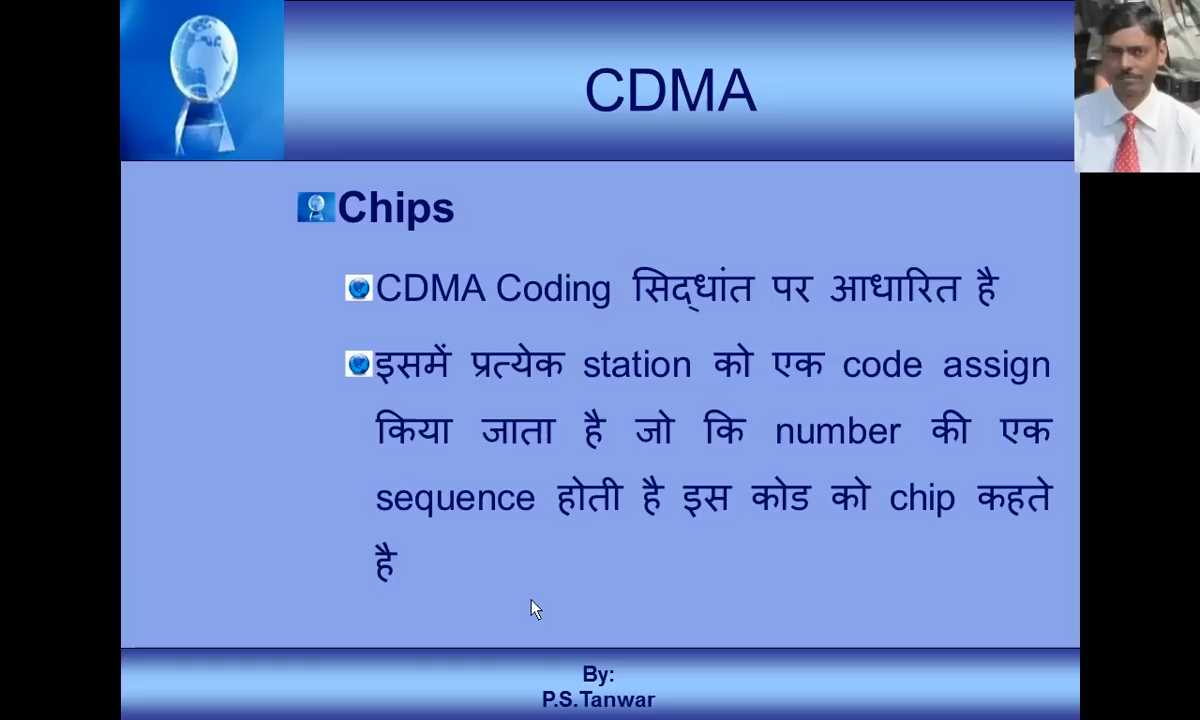 CDMA
Chips
CDMA Coding सिद्धांत पर आधारित है
इसमें प्रत्येक station को एक code assign
किया जाता है जो कि number की एक
sequence होती है इस कोड को chip कहते
है
By:
P.S.Tanwar